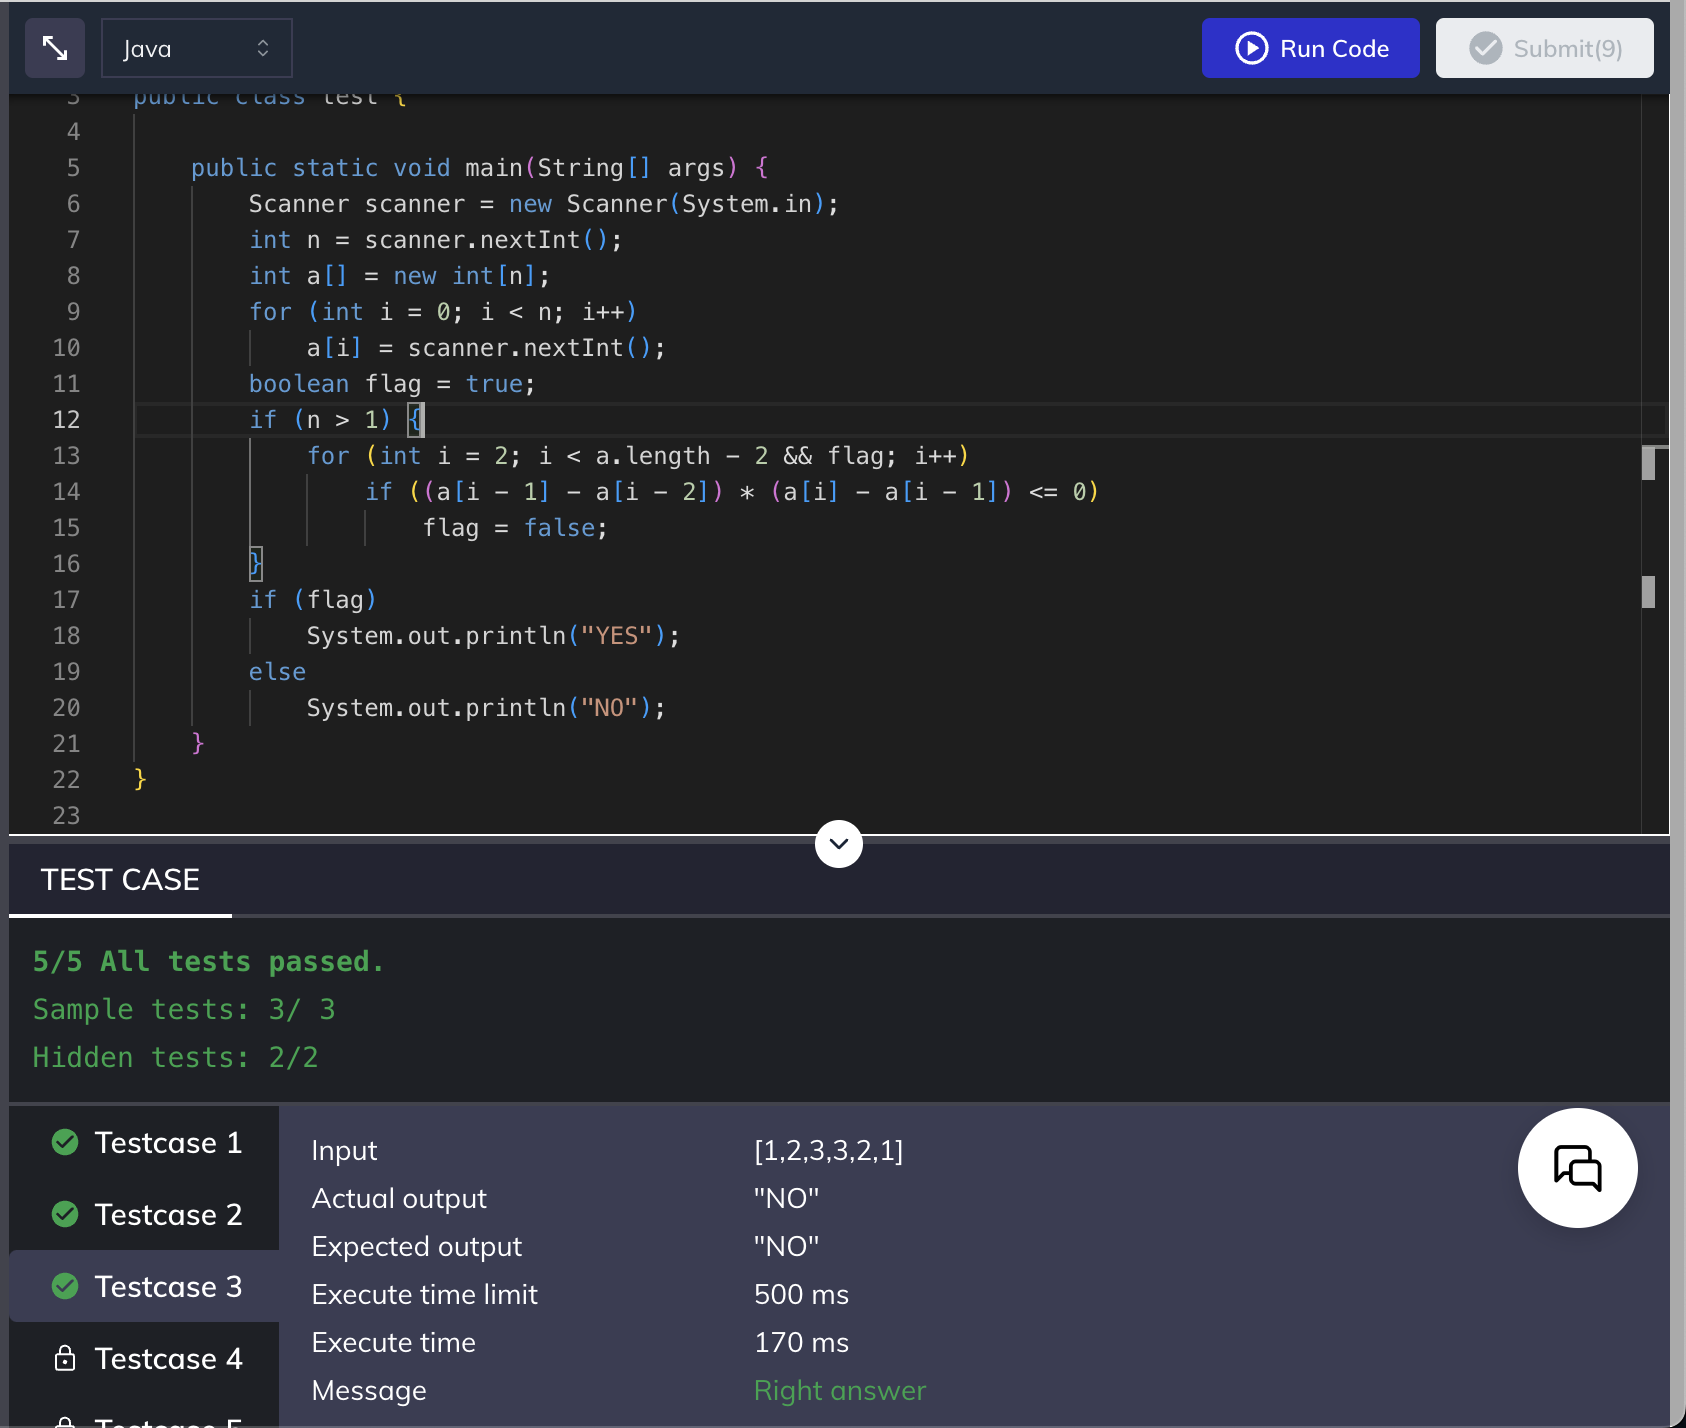 Java
Run Code
Submit(9)
3 public class test {
4
5 public static void main(String[] args) {
6 Scanner scanner = new Scanner(System.in);
7 int n = scanner.nextInt();
8 int a[] = new int[n];
9 for (int i = 0; i < n; i++)
10 a[i] = scanner.nextInt();
11 boolean flag = true;
12 if (n > 1) {
13 for (int i = 2; i < a.length - 2 && flag; i++)
14 if ((a[i - 1] - a[i - 2]) * (a[i] - a[i - 1]) <= 0)
15 flag = false;
16 }
17 if (flag)
18 System.out.println("YES");
19 else
20 System.out.println("NO");
21 }
22 }
23
TEST CASE
5/5 All tests passed.
Sample tests: 3/ 3
Hidden tests: 2/2
Testcase 1
Testcase 2
Testcase 3
Testcase 4
Testcase 5
Input [1,2,3,3,2,1]
Actual output "NO"
Expected output "NO"
Execute time limit 500 ms
Execute time 170 ms
Message Right answer